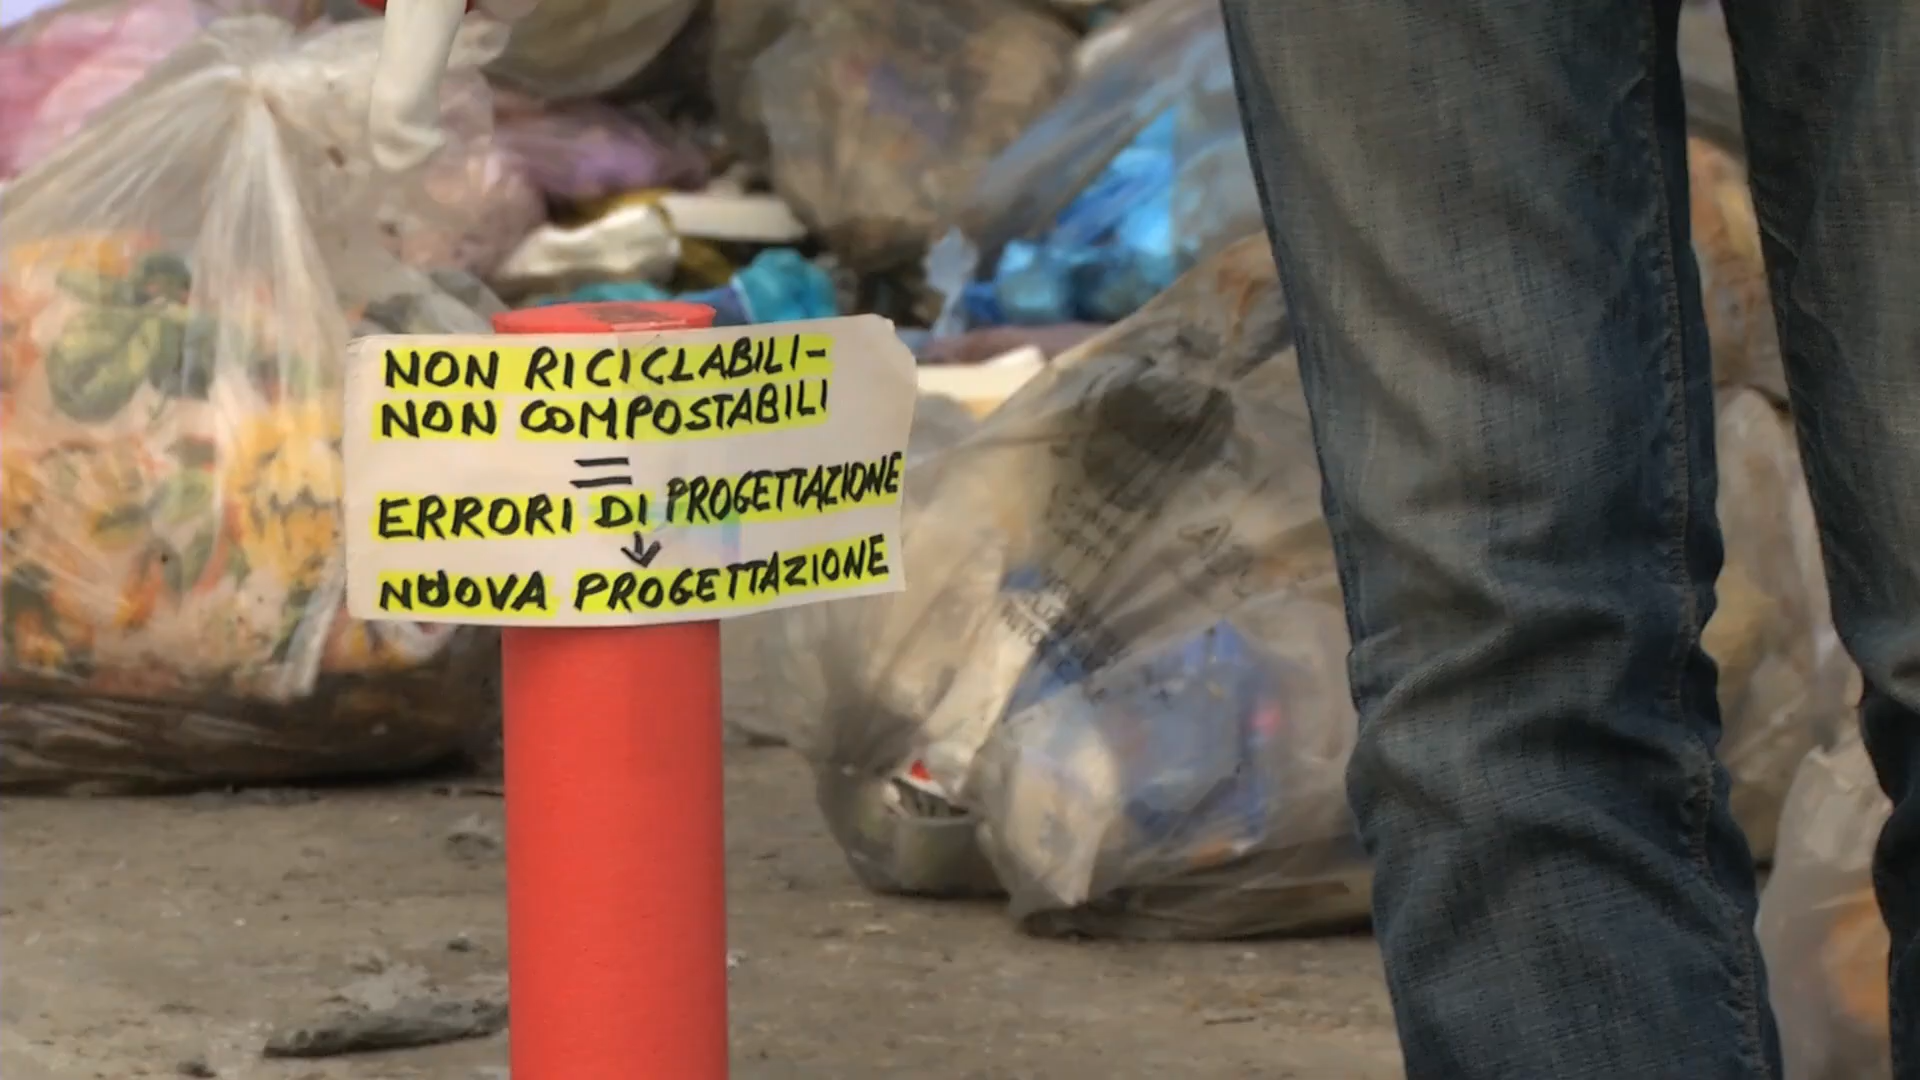 NON RICICLABILI-
NON COMPOSTABILI
=
ERRORI DI PROGETTAZIONE
↓
NUOVA PROGETTAZIONE